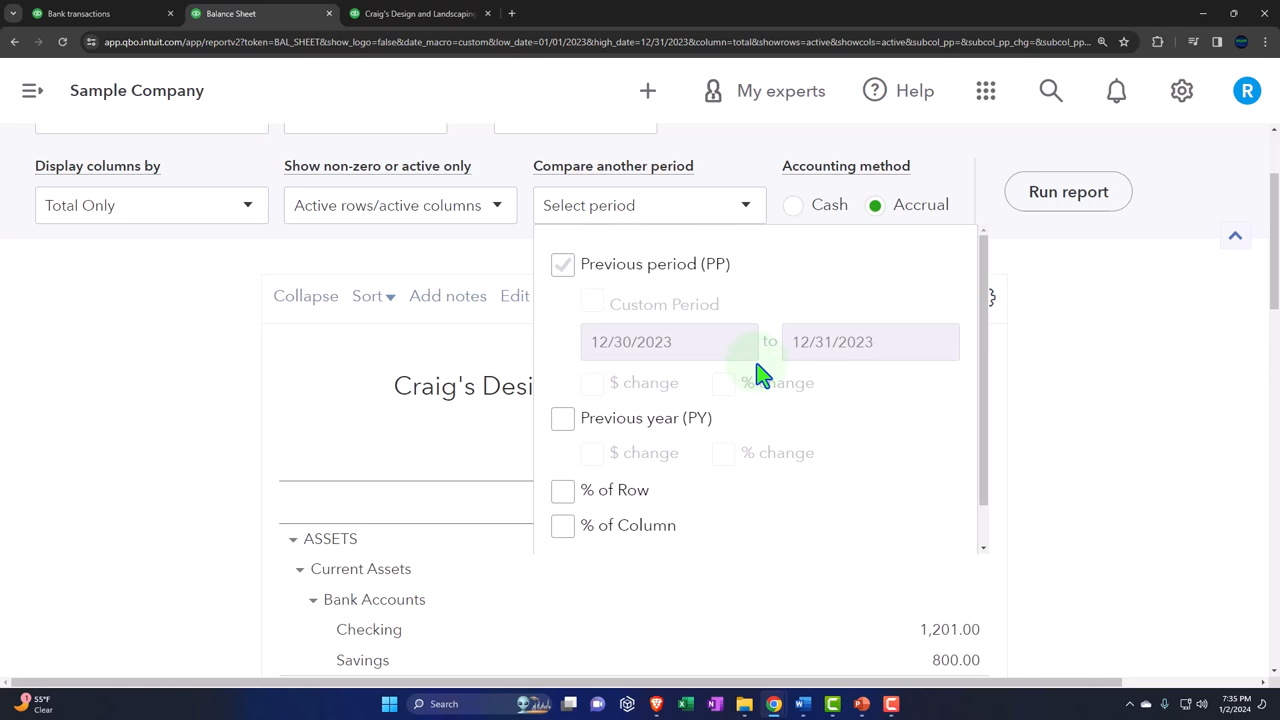 Bank transactions
Balance Sheet
Craig's Design and Landscaping
app.qbo.intuit.com/app/reportv2?token=BAL_SHEET&show_logo=false&date_macro=custom&low_date=01/01/2023&high_date=12/31/2023&column=total&showrows=active&showcols=active&subcol_pp=&subcol_pp_chg=&subcol_pp...
Sample Company
My experts
Help
R
Display columns by
Show non-zero or active only
Compare another period
Accounting method
Total Only
Active rows/active columns
Select period
Cash
Accrual
Run report
Previous period (PP)
Collapse
Sort
Add notes
Edit
Custom Period
12/30/2023 to 12/31/2023
Craig's Desi
$ change
% change
Previous year (PY)
$ change
% change
% of Row
% of Column
ASSETS
Current Assets
Bank Accounts
Checking 1,201.00
Savings 800.00
1
55°F
Clear
Search
7:35 PM
1/2/2024